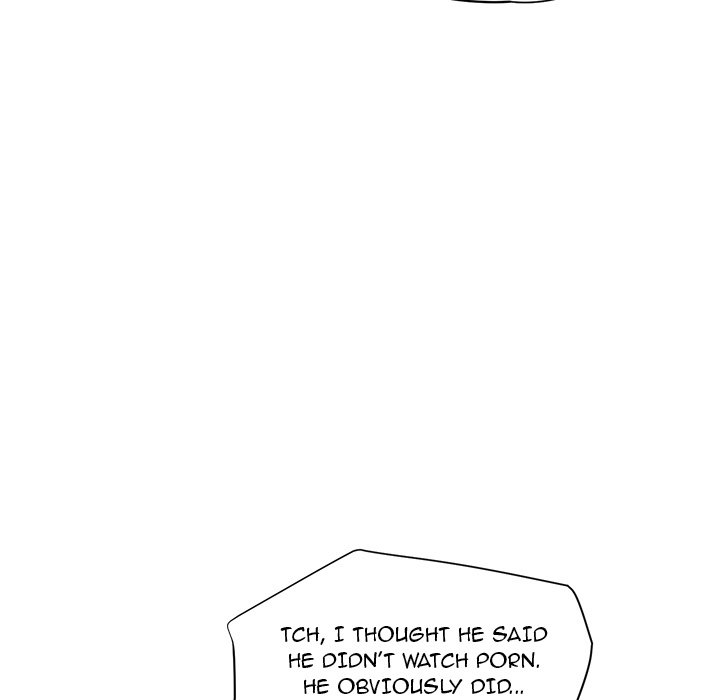 TCH, I THOUGHT HE SAID
HE DIDN'T WATCH PORN.
HE OBVIOUSLY DID...